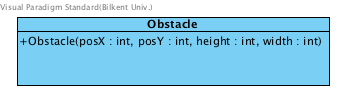 Visual Paradigm Standard(Bilkent Univ.)
Obstacle
+Obstacle(posX : int, posY : int, height : int, width : int)